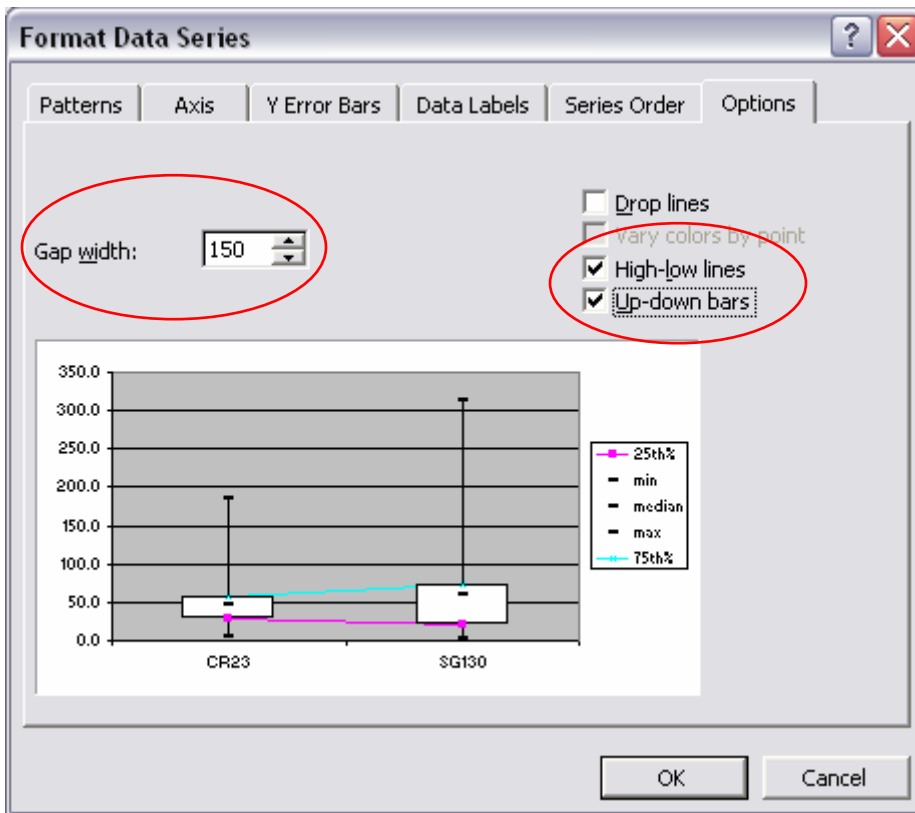 Format Data Series
Patterns
Axis
Y Error Bars
Data Labels
Series Order
Options
Gap width:
150
Drop lines
Vary colors by point
High-low lines
Up-down bars
350.0
300.0
250.0
200.0
150.0
100.0
50.0
0.0
CR23
SG130
25th%
min
median
max
75th%
OK
Cancel